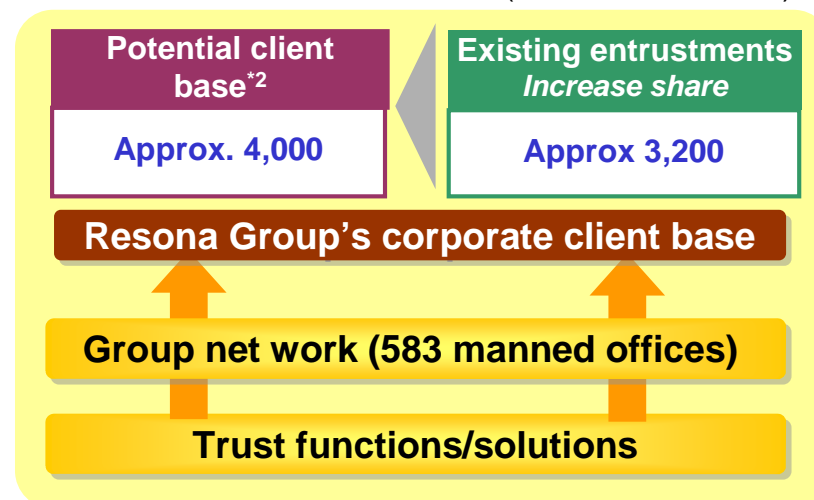 Potential client
base*2
Approx. 4,000
Existing entrustments
Increase share
Approx 3,200
Resona Group's corporate client base
Group net work (583 manned offices)
Trust functions/solutions